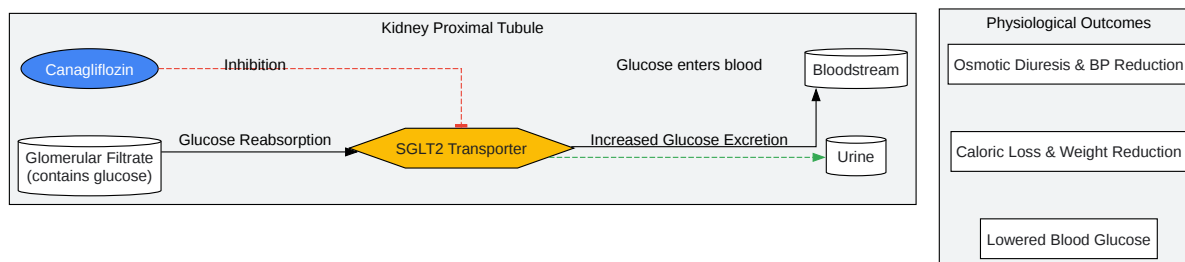 Kidney Proximal Tubule
Canagliflozin
Inhibition
Glucose enters blood
Bloodstream
Glomerular Filtrate
(contains glucose)
Glucose Reabsorption
SGLT2 Transporter
Increased Glucose Excretion
Urine
Physiological Outcomes
Osmotic Diuresis & BP Reduction
Caloric Loss & Weight Reduction
Lowered Blood Glucose